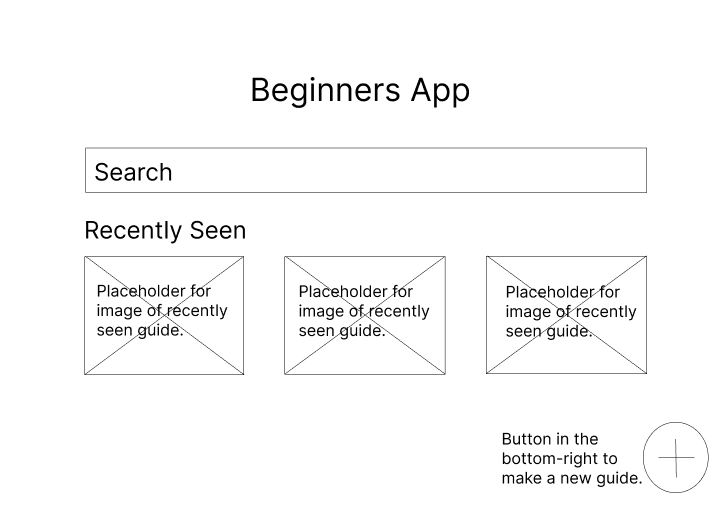 Beginners App
Search
Recently Seen
Placeholder for
image of recently
seen guide.
Placeholder for
image of recently
seen guide.
Placeholder for
image of recently
seen guide.
Button in the
bottom-right to
make a new guide.